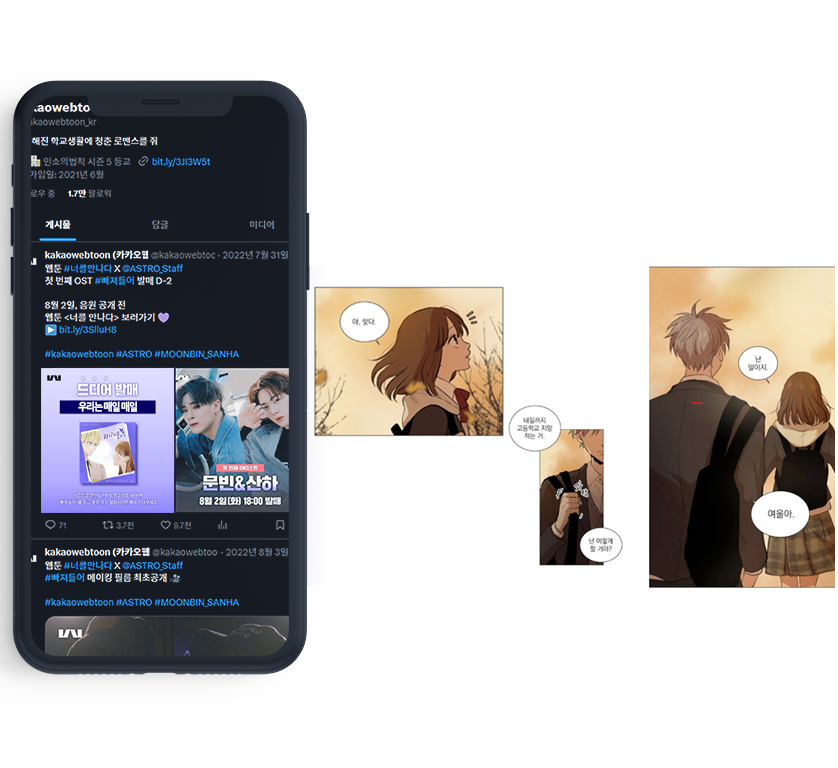 kaowebto
kaowebtoon_kr
해진 학교생활에 청춘 로맨스를 줘
인소의법칙 시즌 5 등교 bit.ly/3JI3W5t
가입일: 2021년 6월
로우 중 1.7만 팔로워
게시물 답글 미디어
kakaowebtoon (카카오웹 @kakaowebtoc · 2022년 7월 31일
웹툰 #너를만나다 X @ASTRO_Staff
첫 번째 OST #빠져들어 발매 D-2
8월 2일, 음원 공개 전
웹툰 <너를 만나다> 보러가기 💜
▶ bit.ly/3SlluH8
#kakaowebtoon #ASTRO #MOONBIN_SANHA
드디어 발매
우리는 매일 매일
첫 번째 아티스트
문빈&산하
8월 2일(화) 18:00 발매
71 3.7천 9.7천
kakaowebtoon (카카오웹 @kakaowebtoo · 2022년 8월 3일
웹툰 #너를만나다 X @ASTRO_Staff
#빠져들어 메이킹 필름 최초공개 🎥
#kakaowebtoon #ASTRO #MOONBIN_SANHA
아, 맞다.
내일까지
고등학교 지망
적는 거.
넌 어떻게
할 거야?
난
말이지.
여울아.